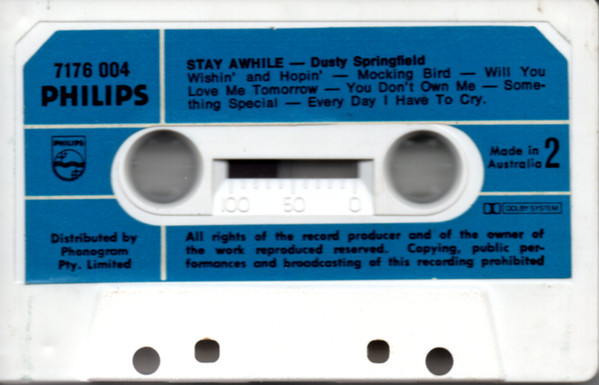 7176 004
PHILIPS
STAY AWHILE — Dusty Springfield
Wishin' and Hopin' — Mocking Bird — Will You
Love Me Tomorrow — You Don't Own Me — Some-
thing Special — Every Day I Have To Cry.
PHILIPS
Made in
Australia
2
100 50 0
DOLBY SYSTEM
Distributed by
Phonogram
Pty. Limited
All rights of the record producer and of the owner of
the work reproduced reserved. Copying, public per-
formances and broadcasting of this recording prohibited